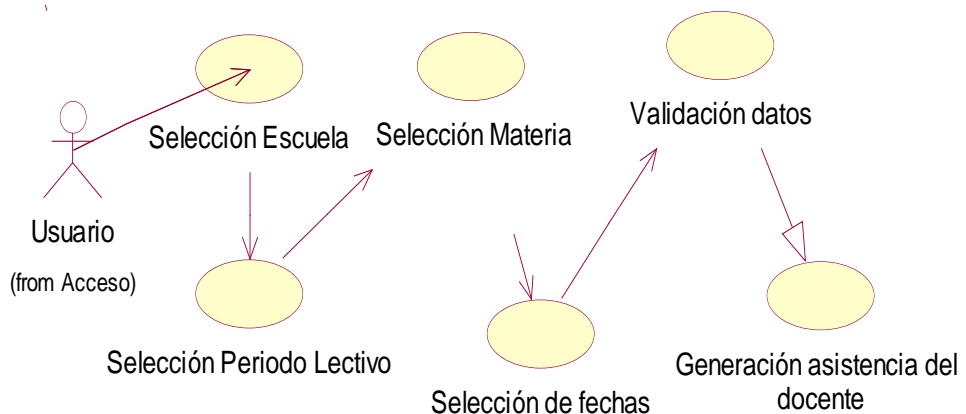 Selección Escuela
Selección Materia
Validación datos
Usuario
(from Acceso)
Selección Periodo Lectivo
Selección de fechas
Generación asistencia del
docente